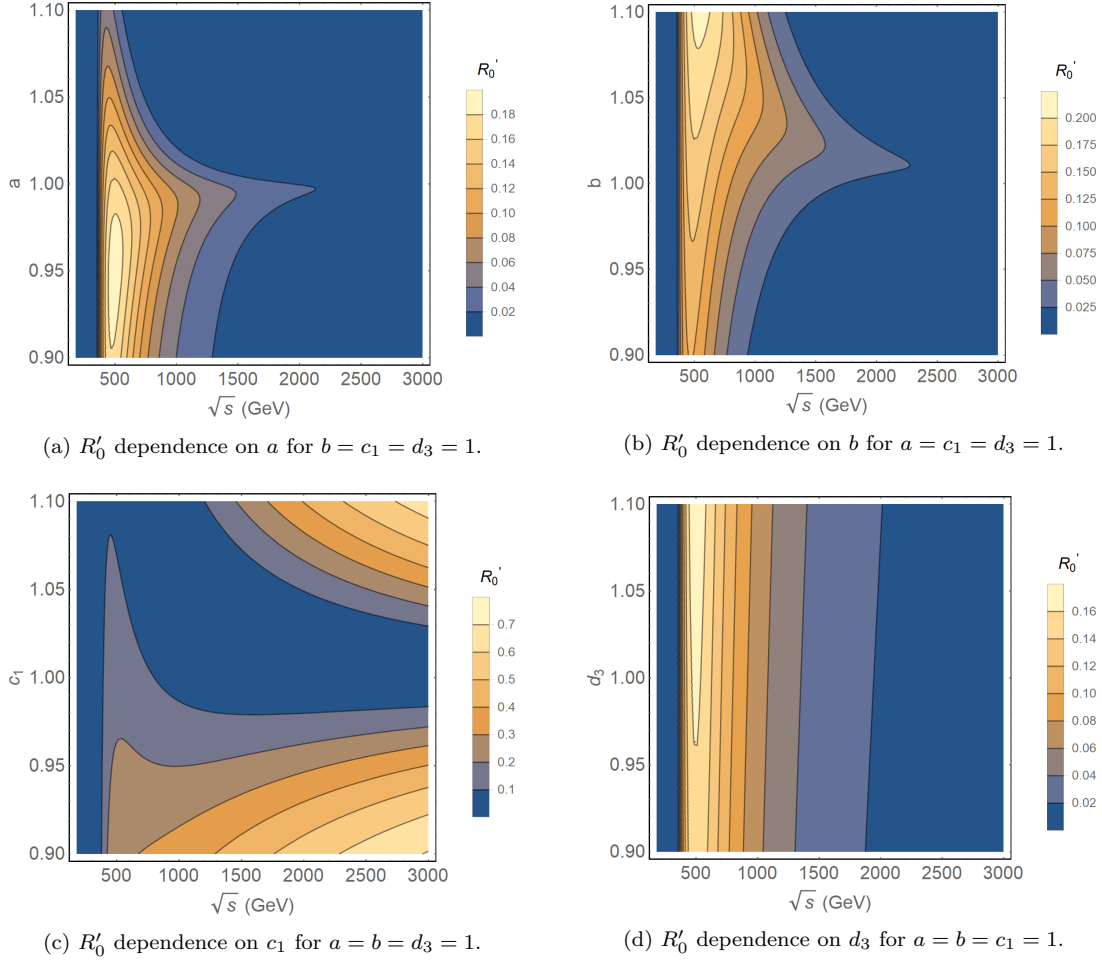 1.10
1.05
1.00
0.95
0.90
a
500 1000 1500 2000 2500 3000
√s (GeV)
R₀'
0.18
0.16
0.14
0.12
0.10
0.08
0.06
0.04
0.02
(a) R′₀ dependence on a for b = c₁ = d₃ = 1.
1.10
1.05
1.00
0.95
0.90
b
500 1000 1500 2000 2500 3000
√s (GeV)
R₀'
0.200
0.175
0.150
0.125
0.100
0.075
0.050
0.025
(b) R′₀ dependence on b for a = c₁ = d₃ = 1.
1.10
1.05
1.00
0.95
0.90
c₁
500 1000 1500 2000 2500 3000
√s (GeV)
R₀'
0.7
0.6
0.5
0.4
0.3
0.2
0.1
(c) R′₀ dependence on c₁ for a = b = d₃ = 1.
1.10
1.05
1.00
0.95
0.90
d₃
500 1000 1500 2000 2500 3000
√s (GeV)
R₀'
0.16
0.14
0.12
0.10
0.08
0.06
0.04
0.02
(d) R′₀ dependence on d₃ for a = b = c₁ = 1.